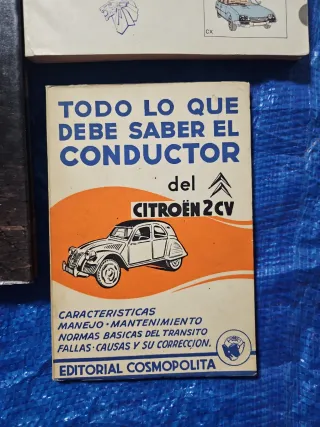 CX
TODO LO QUE
DEBE SABER EL
CONDUCTOR
del
CITROËN 2CV
CARACTERISTICAS
MANEJO · MANTENIMIENTO
NORMAS BASICAS DEL TRANSITO
FALLAS · CAUSAS Y SU CORRECCION.
EDITORIAL COSMOPOLITA